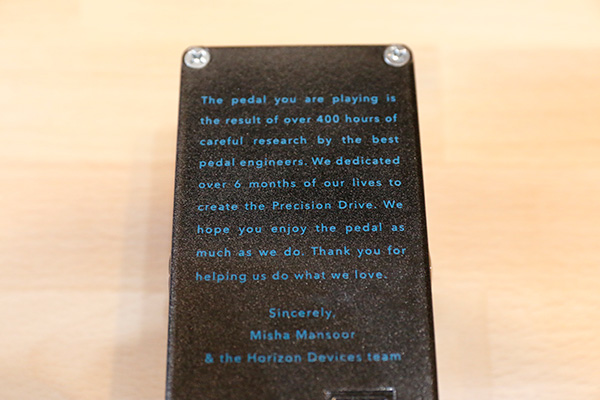 The pedal you are playing is
the result of over 400 hours of
careful research by the best
pedal engineers. We dedicated
over 6 months of our lives to
create the Precision Drive. We
hope you enjoy the pedal as
much as we do. Thank you for
helping us do what we love.
Sincerely,
Misha Mansoor
& the Horizon Devices team